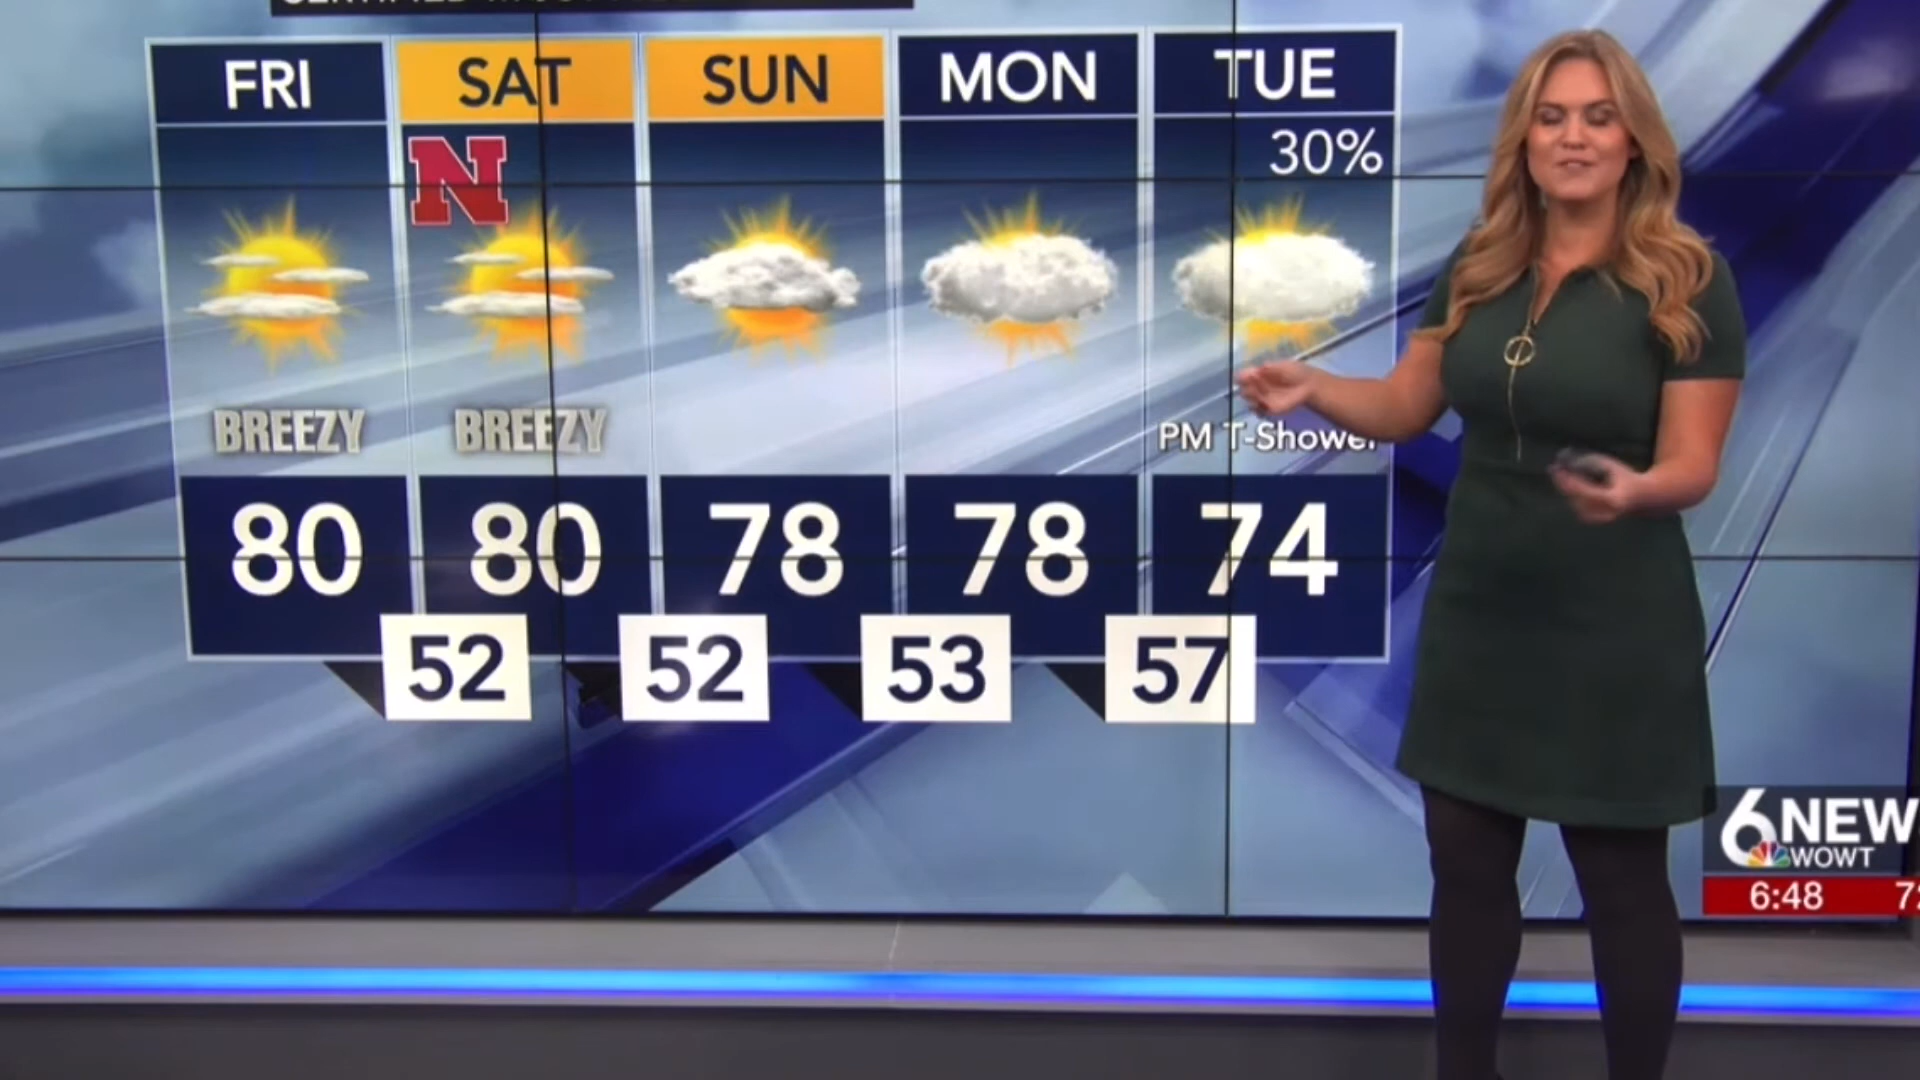 FRI SAT SUN MON TUE
30%
N
BREEZY BREEZY
PM T-Shower
80 80 78 78 74
52 52 53 57
6 NEW
WOWT
6:48